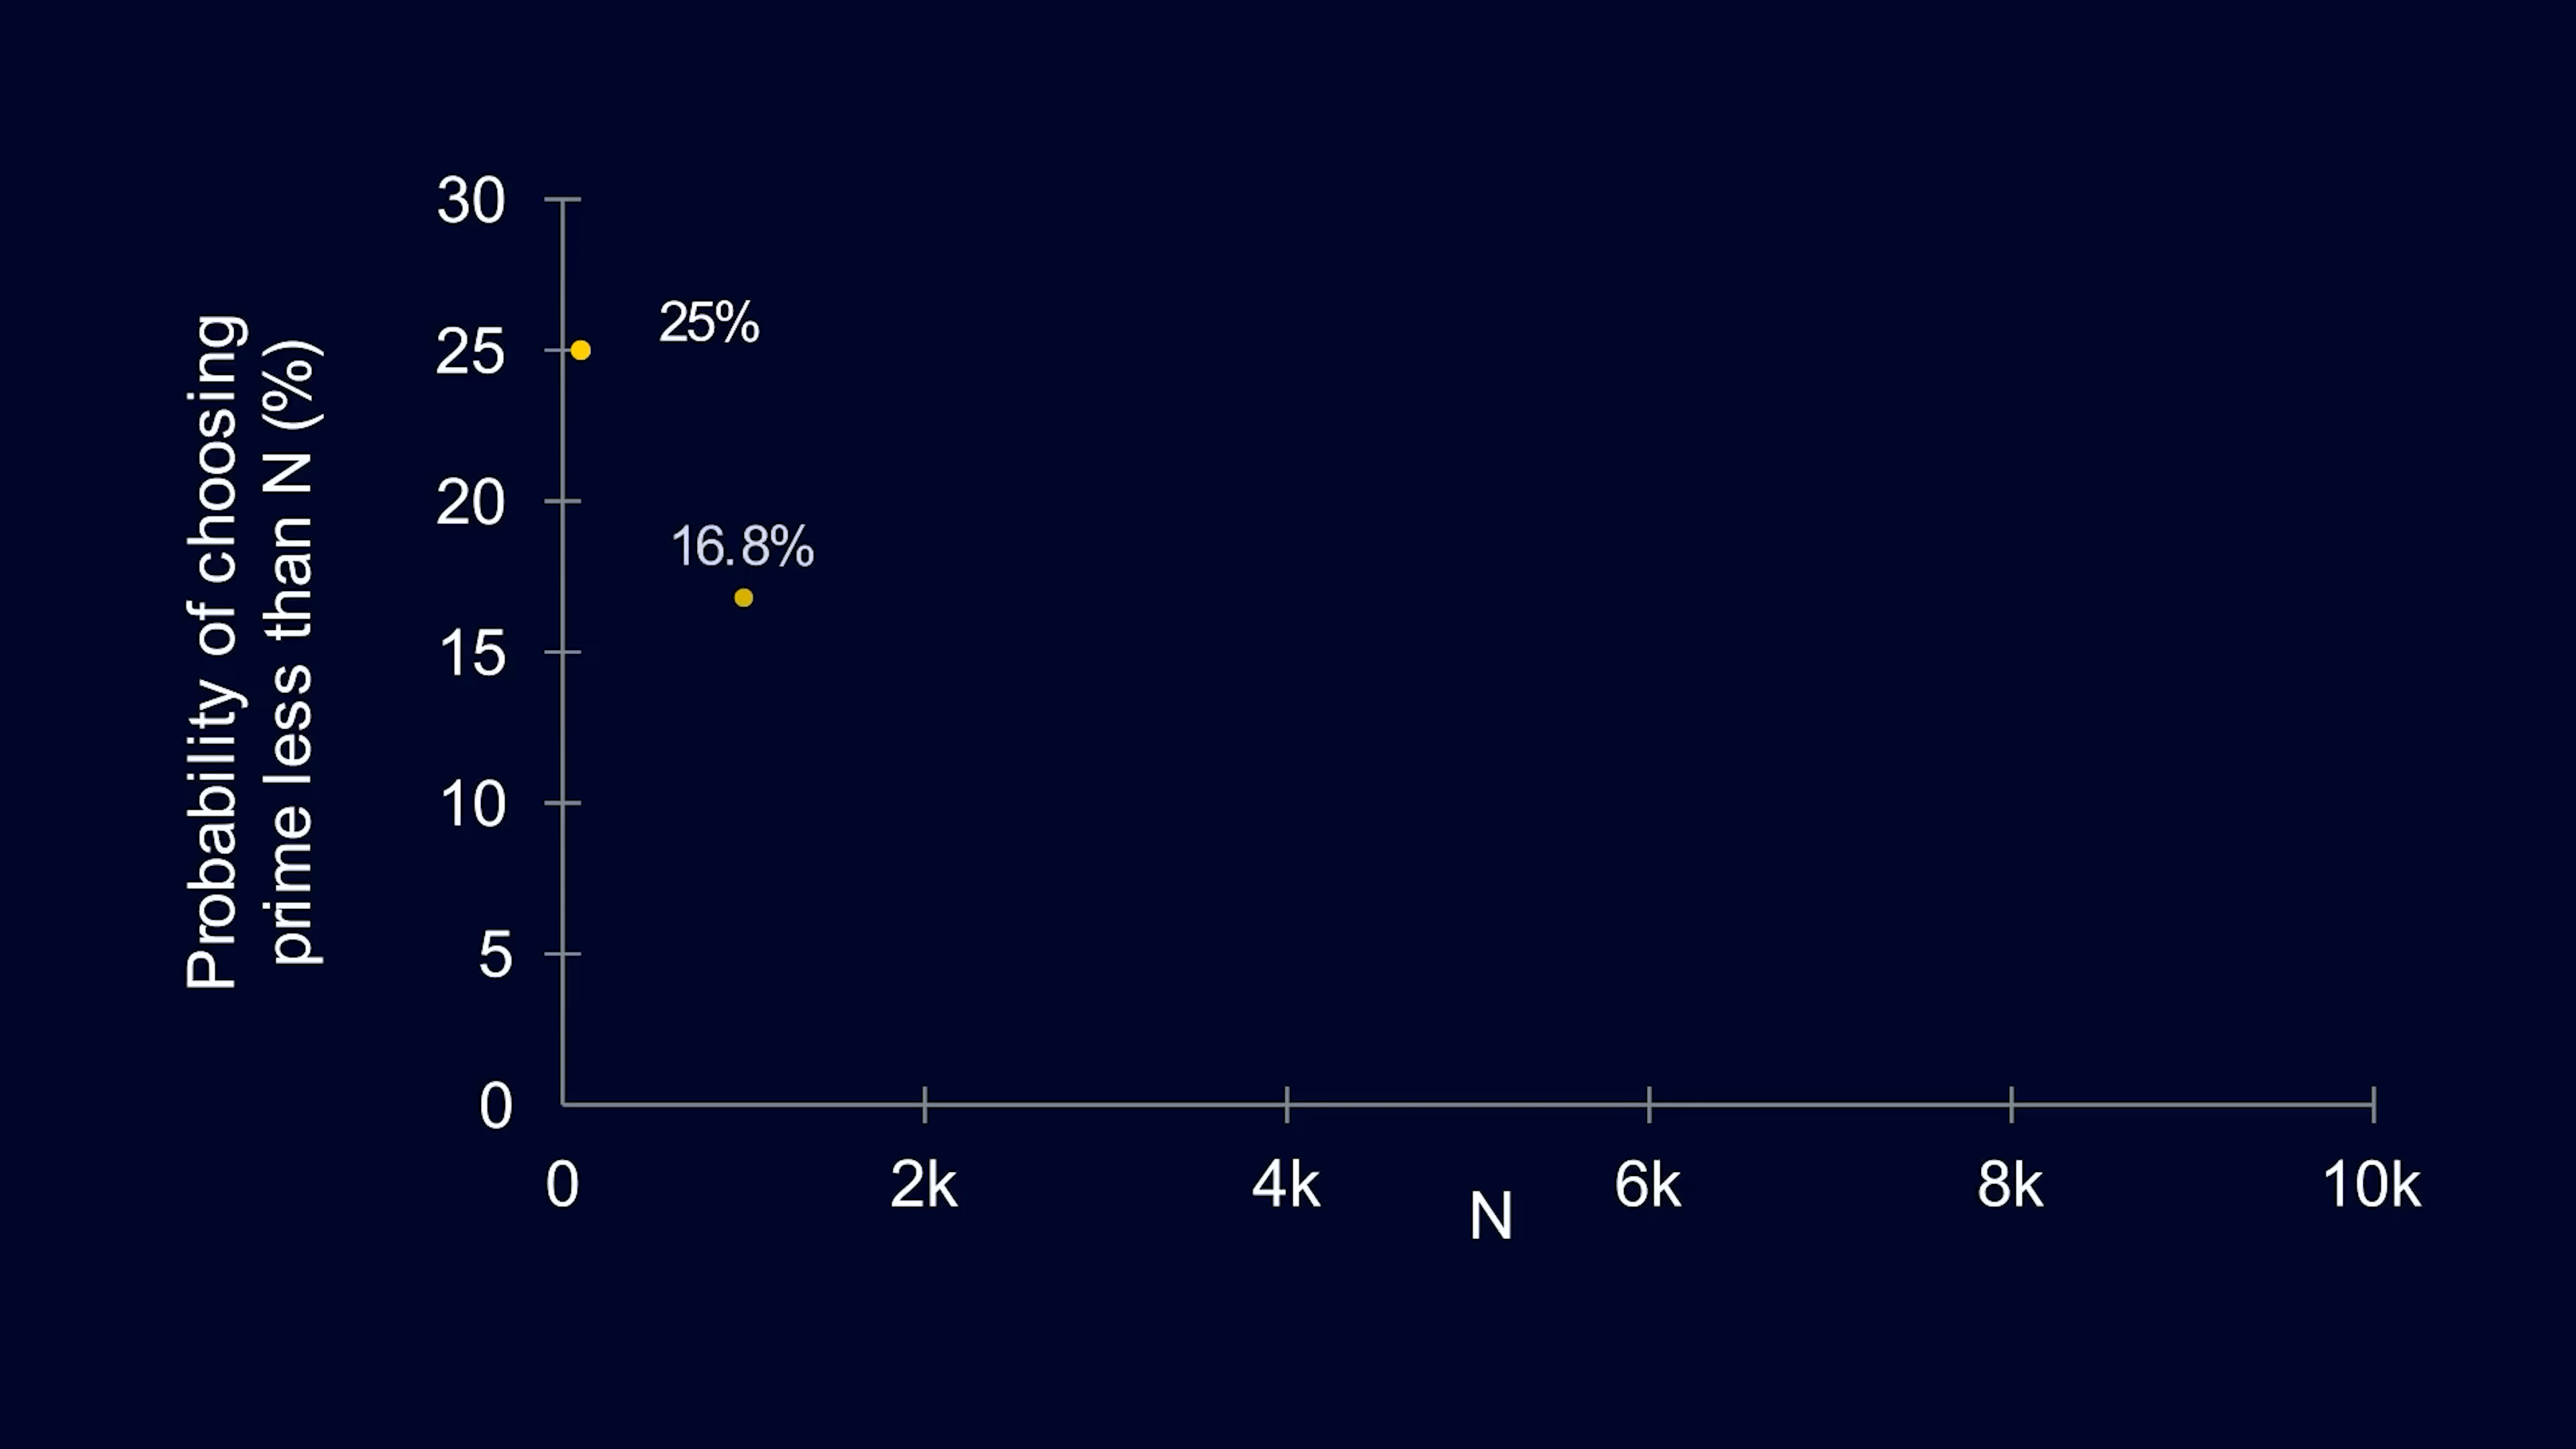 Probability of choosing
prime less than N (%)
30
25
20
15
10
5
0
25%
16.8%
0
2k
4k
6k
8k
10k
N